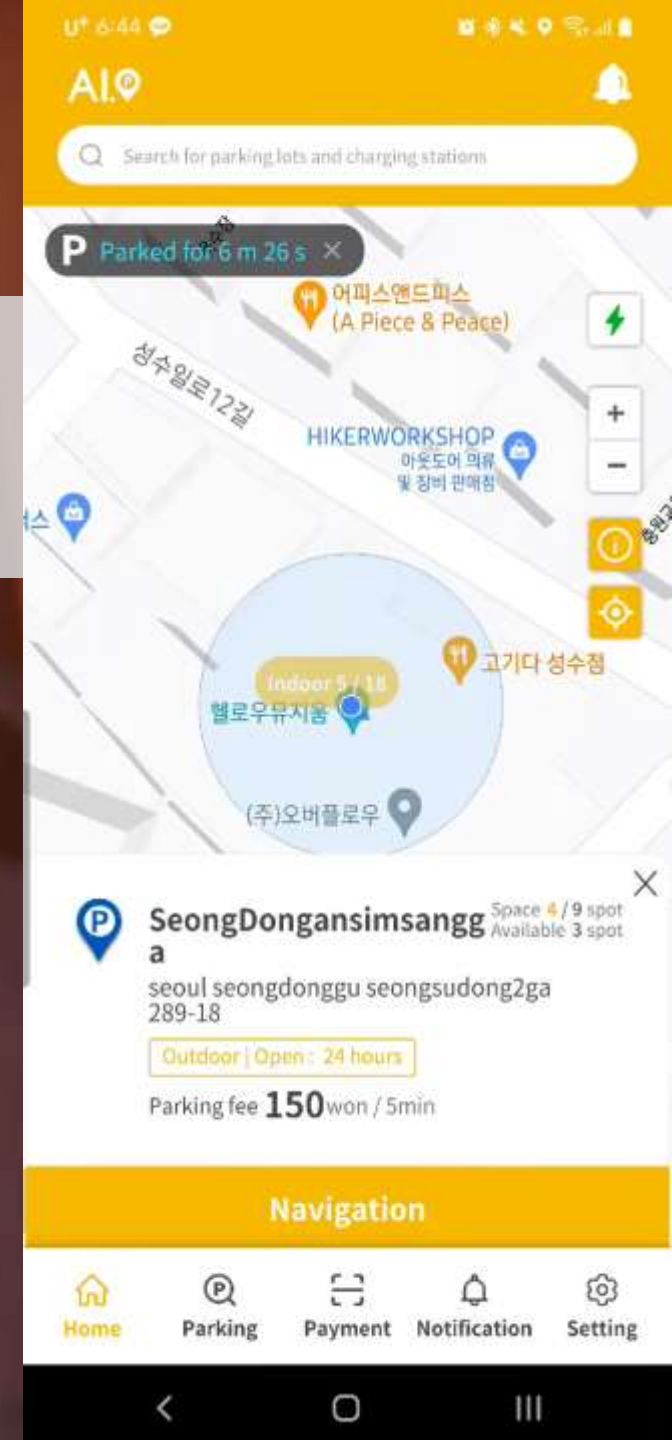 U+ 6:44
AI.P
Search for parking lots and charging stations
P Parked for 6 m 26 s ×
어피스앤드피스
(A Piece & Peace)
성수일로12길
HIKERWORKSHOP
아웃도어 의류
및 장비 판매점
고기다 성수점
Indoor 5 / 18
헬로우뮤지움
(주)오버플로우
SeongDongansimsangg
a
Space 4 / 9 spot
Available 3 spot
seoul seongdonggu seongsudong2ga
289-18
Outdoor | Open : 24 hours
Parking fee 150won / 5min
Navigation
Home Parking Payment Notification Setting